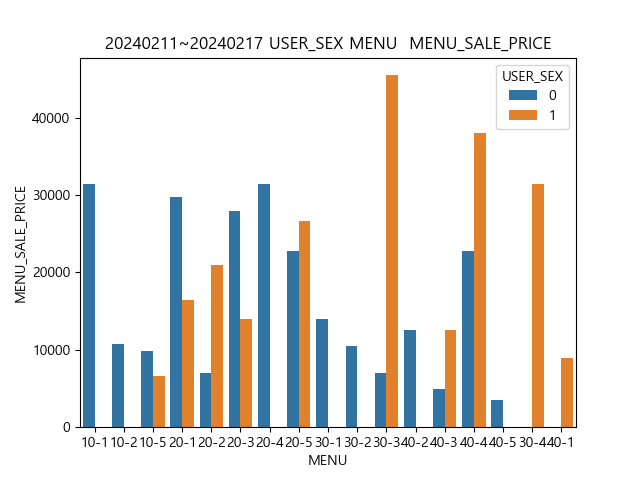 20240211~20240217 USER_SEX MENU MENU_SALE_PRICE
USER_SEX
0
1
MENU_SALE_PRICE
40000
30000
20000
10000
0
10-1 10-2 10-5 20-1 20-2 20-3 20-4 20-5 30-1 30-2 30-3 40-2 40-3 40-4 40-5 30-4 40-1
MENU